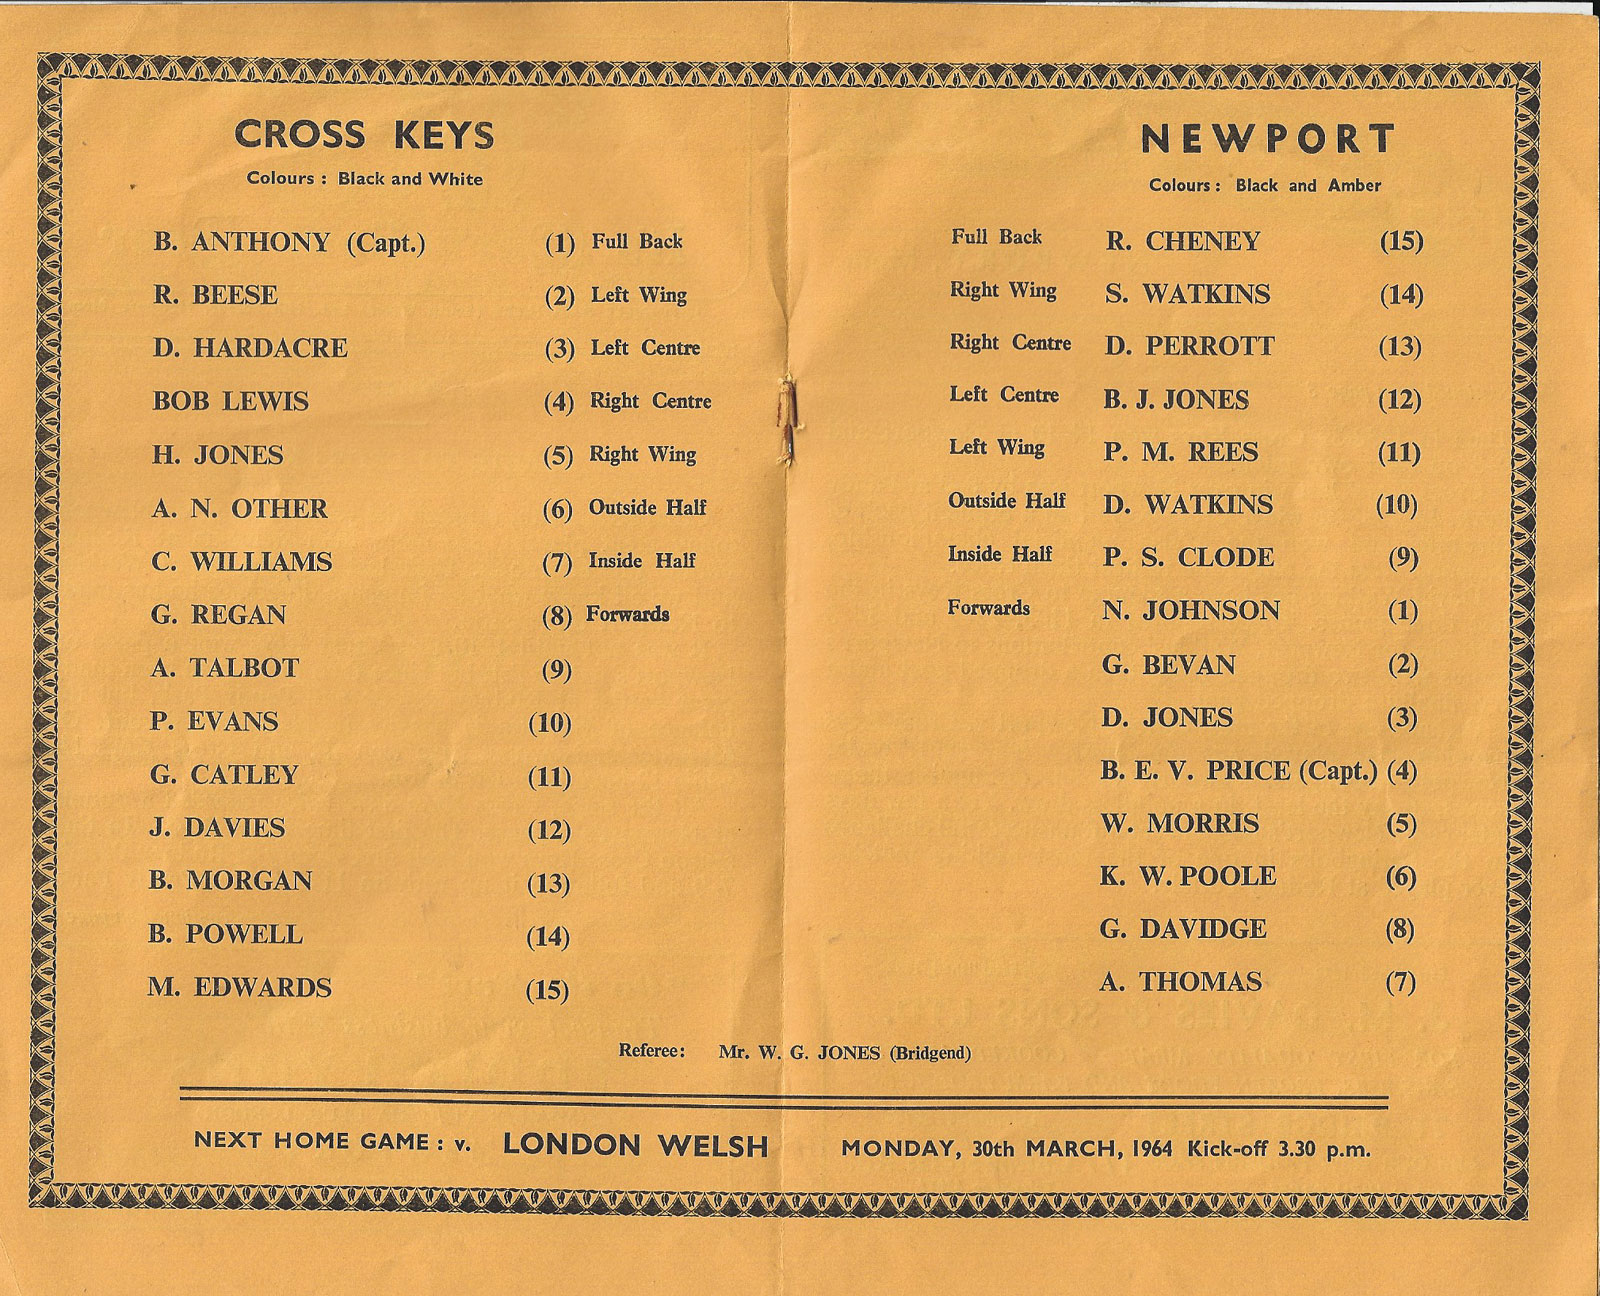 CROSS KEYS
Colours : Black and White
B. ANTHONY (Capt.) (1) Full Back
R. BEESE (2) Left Wing
D. HARDACRE (3) Left Centre
BOB LEWIS (4) Right Centre
H. JONES (5) Right Wing
A. N. OTHER (6) Outside Half
C. WILLIAMS (7) Inside Half
G. REGAN (8) Forwards
A. TALBOT (9)
P. EVANS (10)
G. CATLEY (11)
J. DAVIES (12)
B. MORGAN (13)
B. POWELL (14)
M. EDWARDS (15)
NEWPORT
Colours : Black and Amber
Full Back R. CHENEY (15)
Right Wing S. WATKINS (14)
Right Centre D. PERROTT (13)
Left Centre B. J. JONES (12)
Left Wing P. M. REES (11)
Outside Half D. WATKINS (10)
Inside Half P. S. CLODE (9)
Forwards N. JOHNSON (1)
G. BEVAN (2)
D. JONES (3)
B. E. V. PRICE (Capt.) (4)
W. MORRIS (5)
K. W. POOLE (6)
G. DAVIDGE (8)
A. THOMAS (7)
Referee : Mr. W. G. JONES (Bridgend)
NEXT HOME GAME : v. LONDON WELSH MONDAY, 30th MARCH, 1964 Kick-off 3.30 p.m.